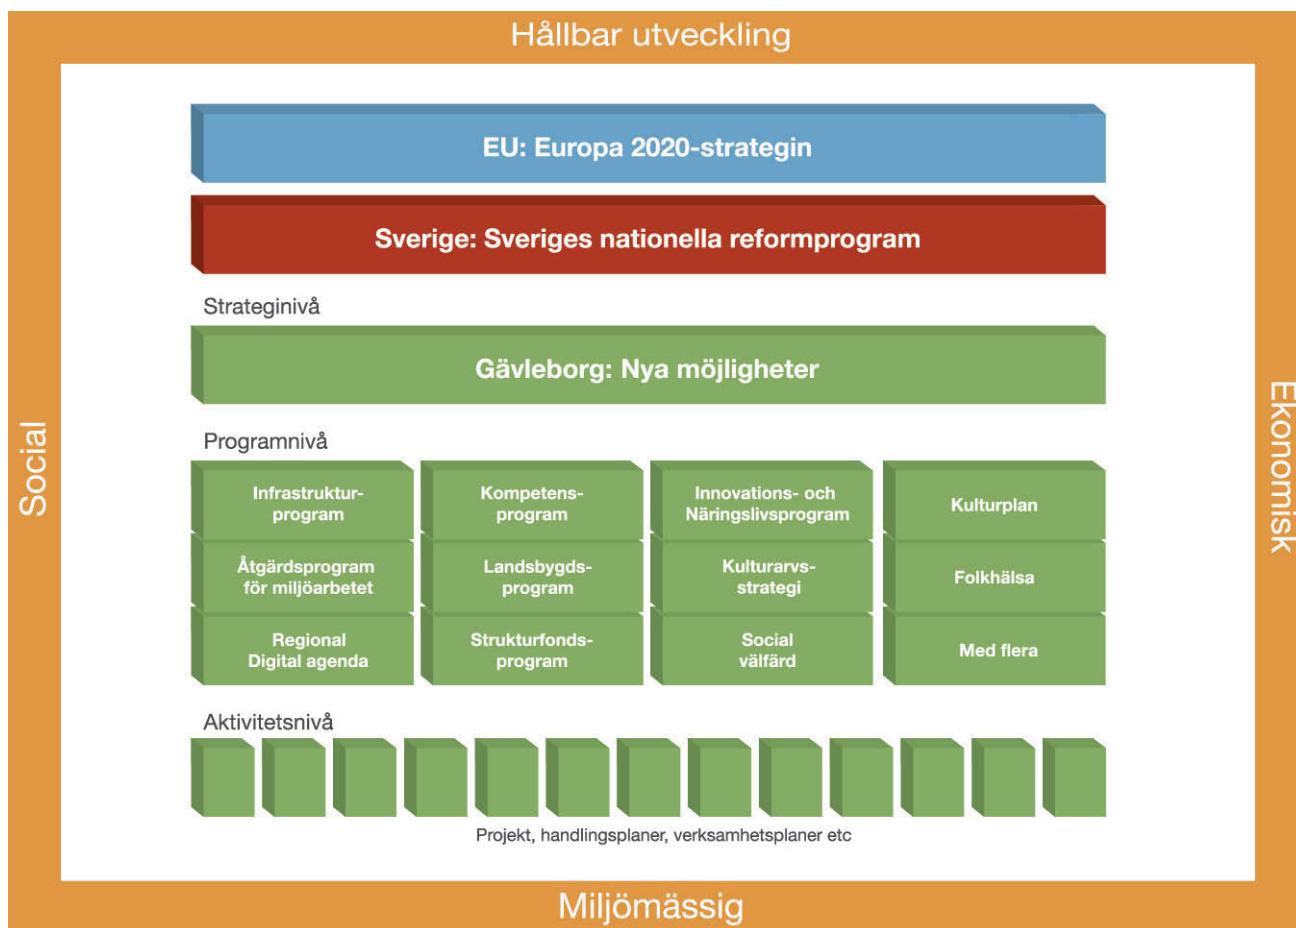 Hållbar utveckling
EU: Europa 2020-strategin
Sverige: Sveriges nationella reformprogram
Strateginivå
Gävleborg: Nya möjligheter
Programnivå
Infrastruktur-
program
Kompetens-
program
Innovations- och
Näringslivsprogram
Kulturplan
Åtgärdsprogram
för miljöarbetet
Landsbygds-
program
Kulturarvs-
strategi
Folkhälsa
Regional
Digital agenda
Strukturfonds-
program
Social
välfärd
Med flera
Aktivitetsnivå
Projekt, handlingsplaner, verksamhetsplaner etc
Social
Ekonomisk
Miljömässig